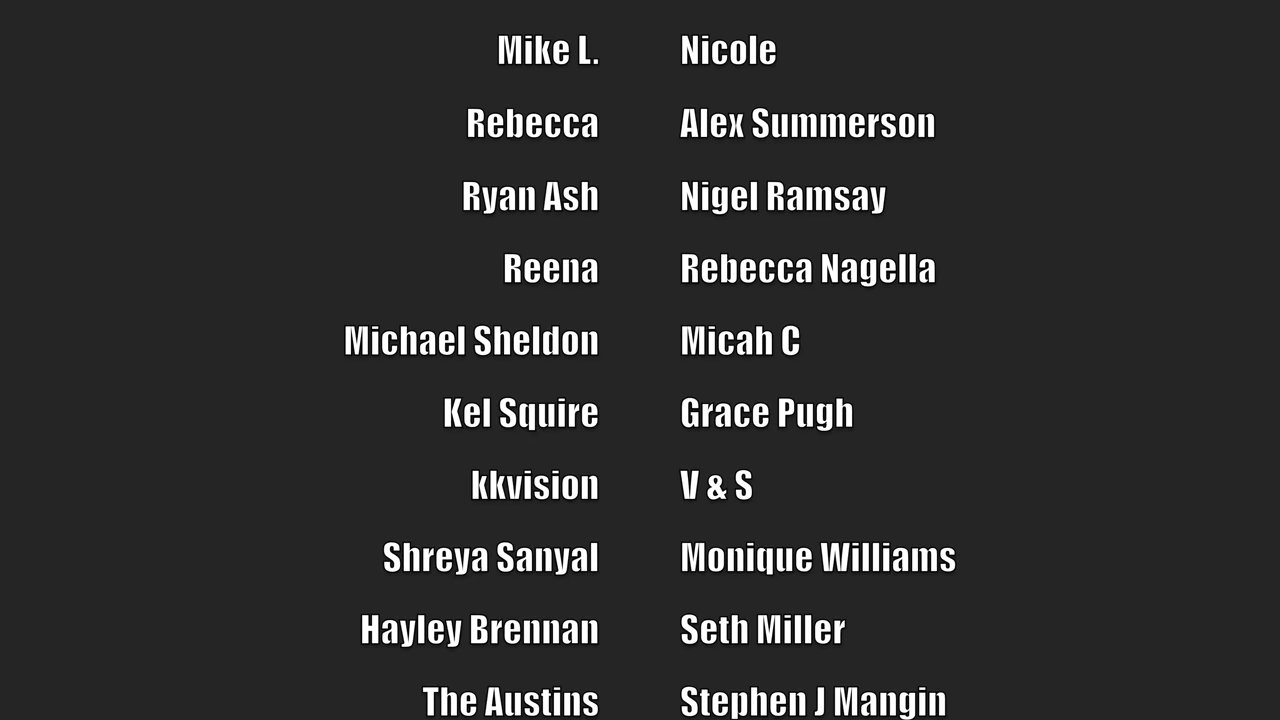 Mike L. Nicole
Rebecca Alex Summerson
Ryan Ash Nigel Ramsay
Reena Rebecca Nagella
Michael Sheldon Micah C
Kel Squire Grace Pugh
kkvision V & S
Shreya Sanyal Monique Williams
Hayley Brennan Seth Miller
The Austins Stephen J Mangin